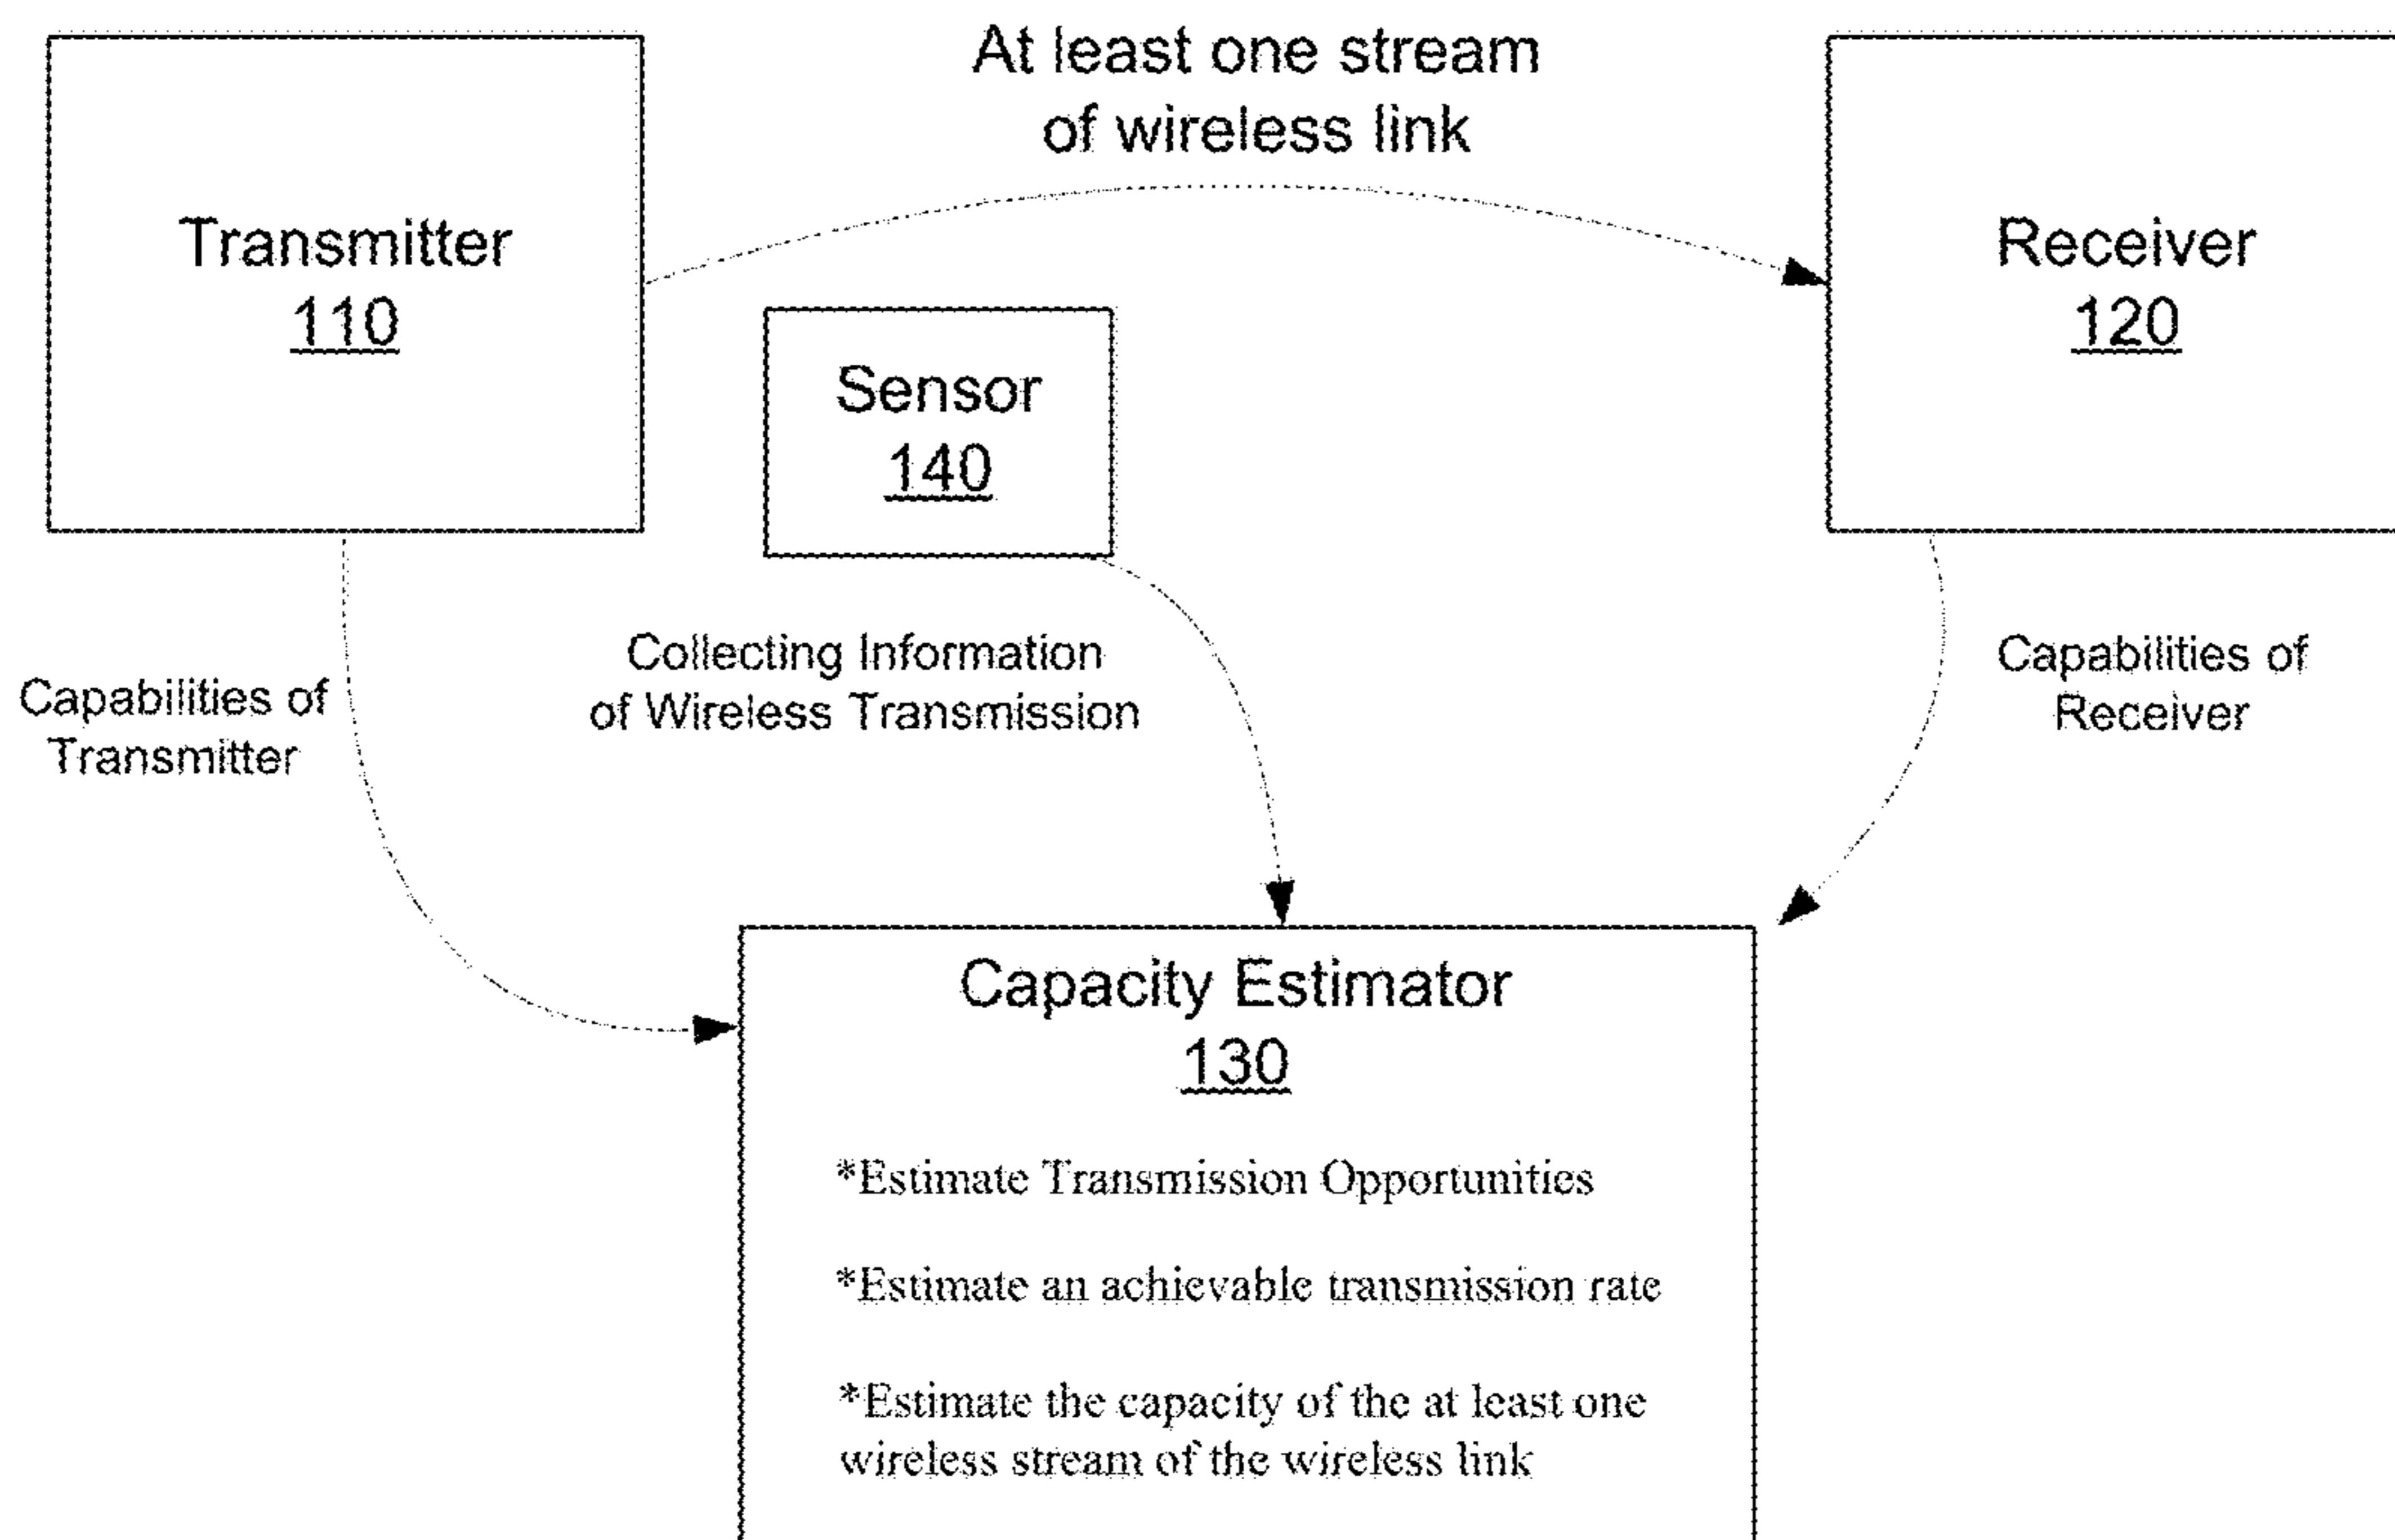 At least one stream
of wireless link
Transmitter
110
Receiver
120
Sensor
140
Capabilities of
Transmitter
Collecting Information
of Wireless Transmission
Capabilities of
Receiver
Capacity Estimator
130
*Estimate Transmission Opportunities
*Estimate an achievable transmission rate
*Estimate the capacity of the at least one
wireless stream of the wireless link